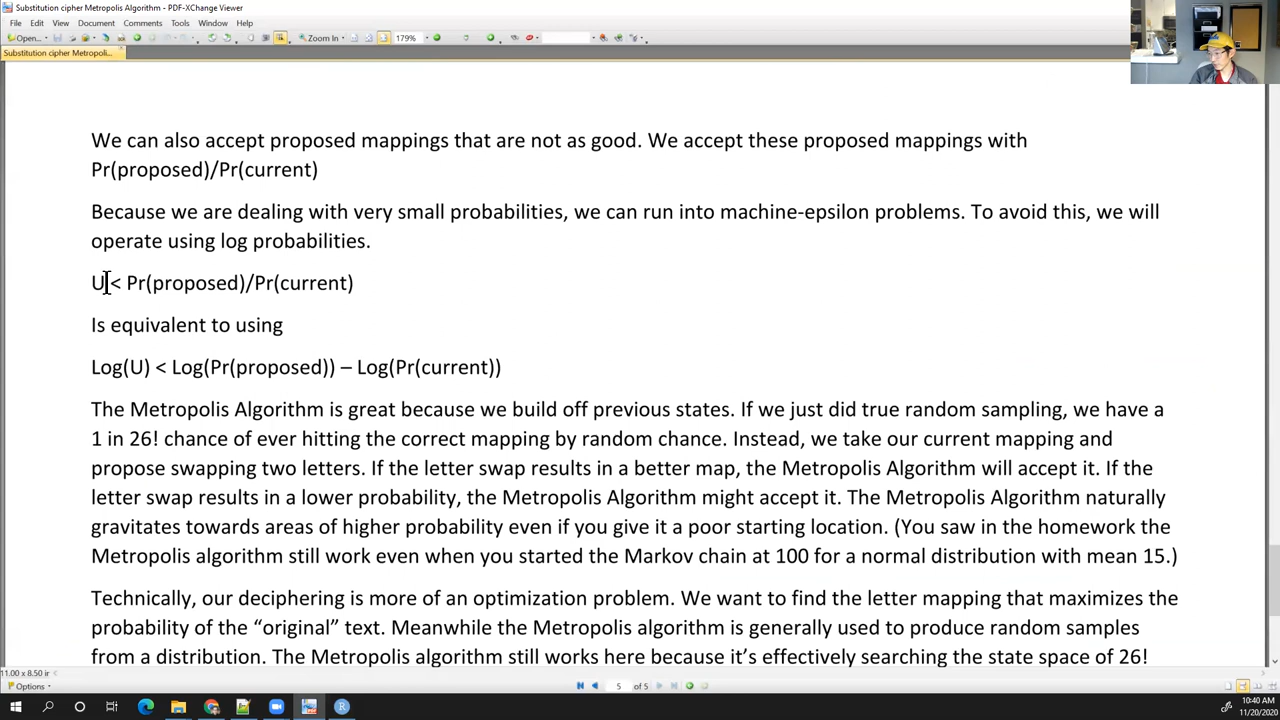 Substitution cipher Metropolis Algorithm - PDF-XChange Viewer
File Edit View Document Comments Tools Window Help
Open... Zoom In 179%
Substitution cipher Metropoli...
We can also accept proposed mappings that are not as good. We accept these proposed mappings with
Pr(proposed)/Pr(current)
Because we are dealing with very small probabilities, we can run into machine-epsilon problems. To avoid this, we will
operate using log probabilities.
U < Pr(proposed)/Pr(current)
Is equivalent to using
Log(U) < Log(Pr(proposed)) – Log(Pr(current))
The Metropolis Algorithm is great because we build off previous states. If we just did true random sampling, we have a
1 in 26! chance of ever hitting the correct mapping by random chance. Instead, we take our current mapping and
propose swapping two letters. If the letter swap results in a better map, the Metropolis Algorithm will accept it. If the
letter swap results in a lower probability, the Metropolis Algorithm might accept it. The Metropolis Algorithm naturally
gravitates towards areas of higher probability even if you give it a poor starting location. (You saw in the homework the
Metropolis algorithm still work even when you started the Markov chain at 100 for a normal distribution with mean 15.)
Technically, our deciphering is more of an optimization problem. We want to find the letter mapping that maximizes the
probability of the “original” text. Meanwhile the Metropolis algorithm is generally used to produce random samples
from a distribution. The Metropolis algorithm still works here because it’s effectively searching the state space of 26!
11.00 x 8.50 in
Options 5 of 5
10:40 AM
11/20/2020